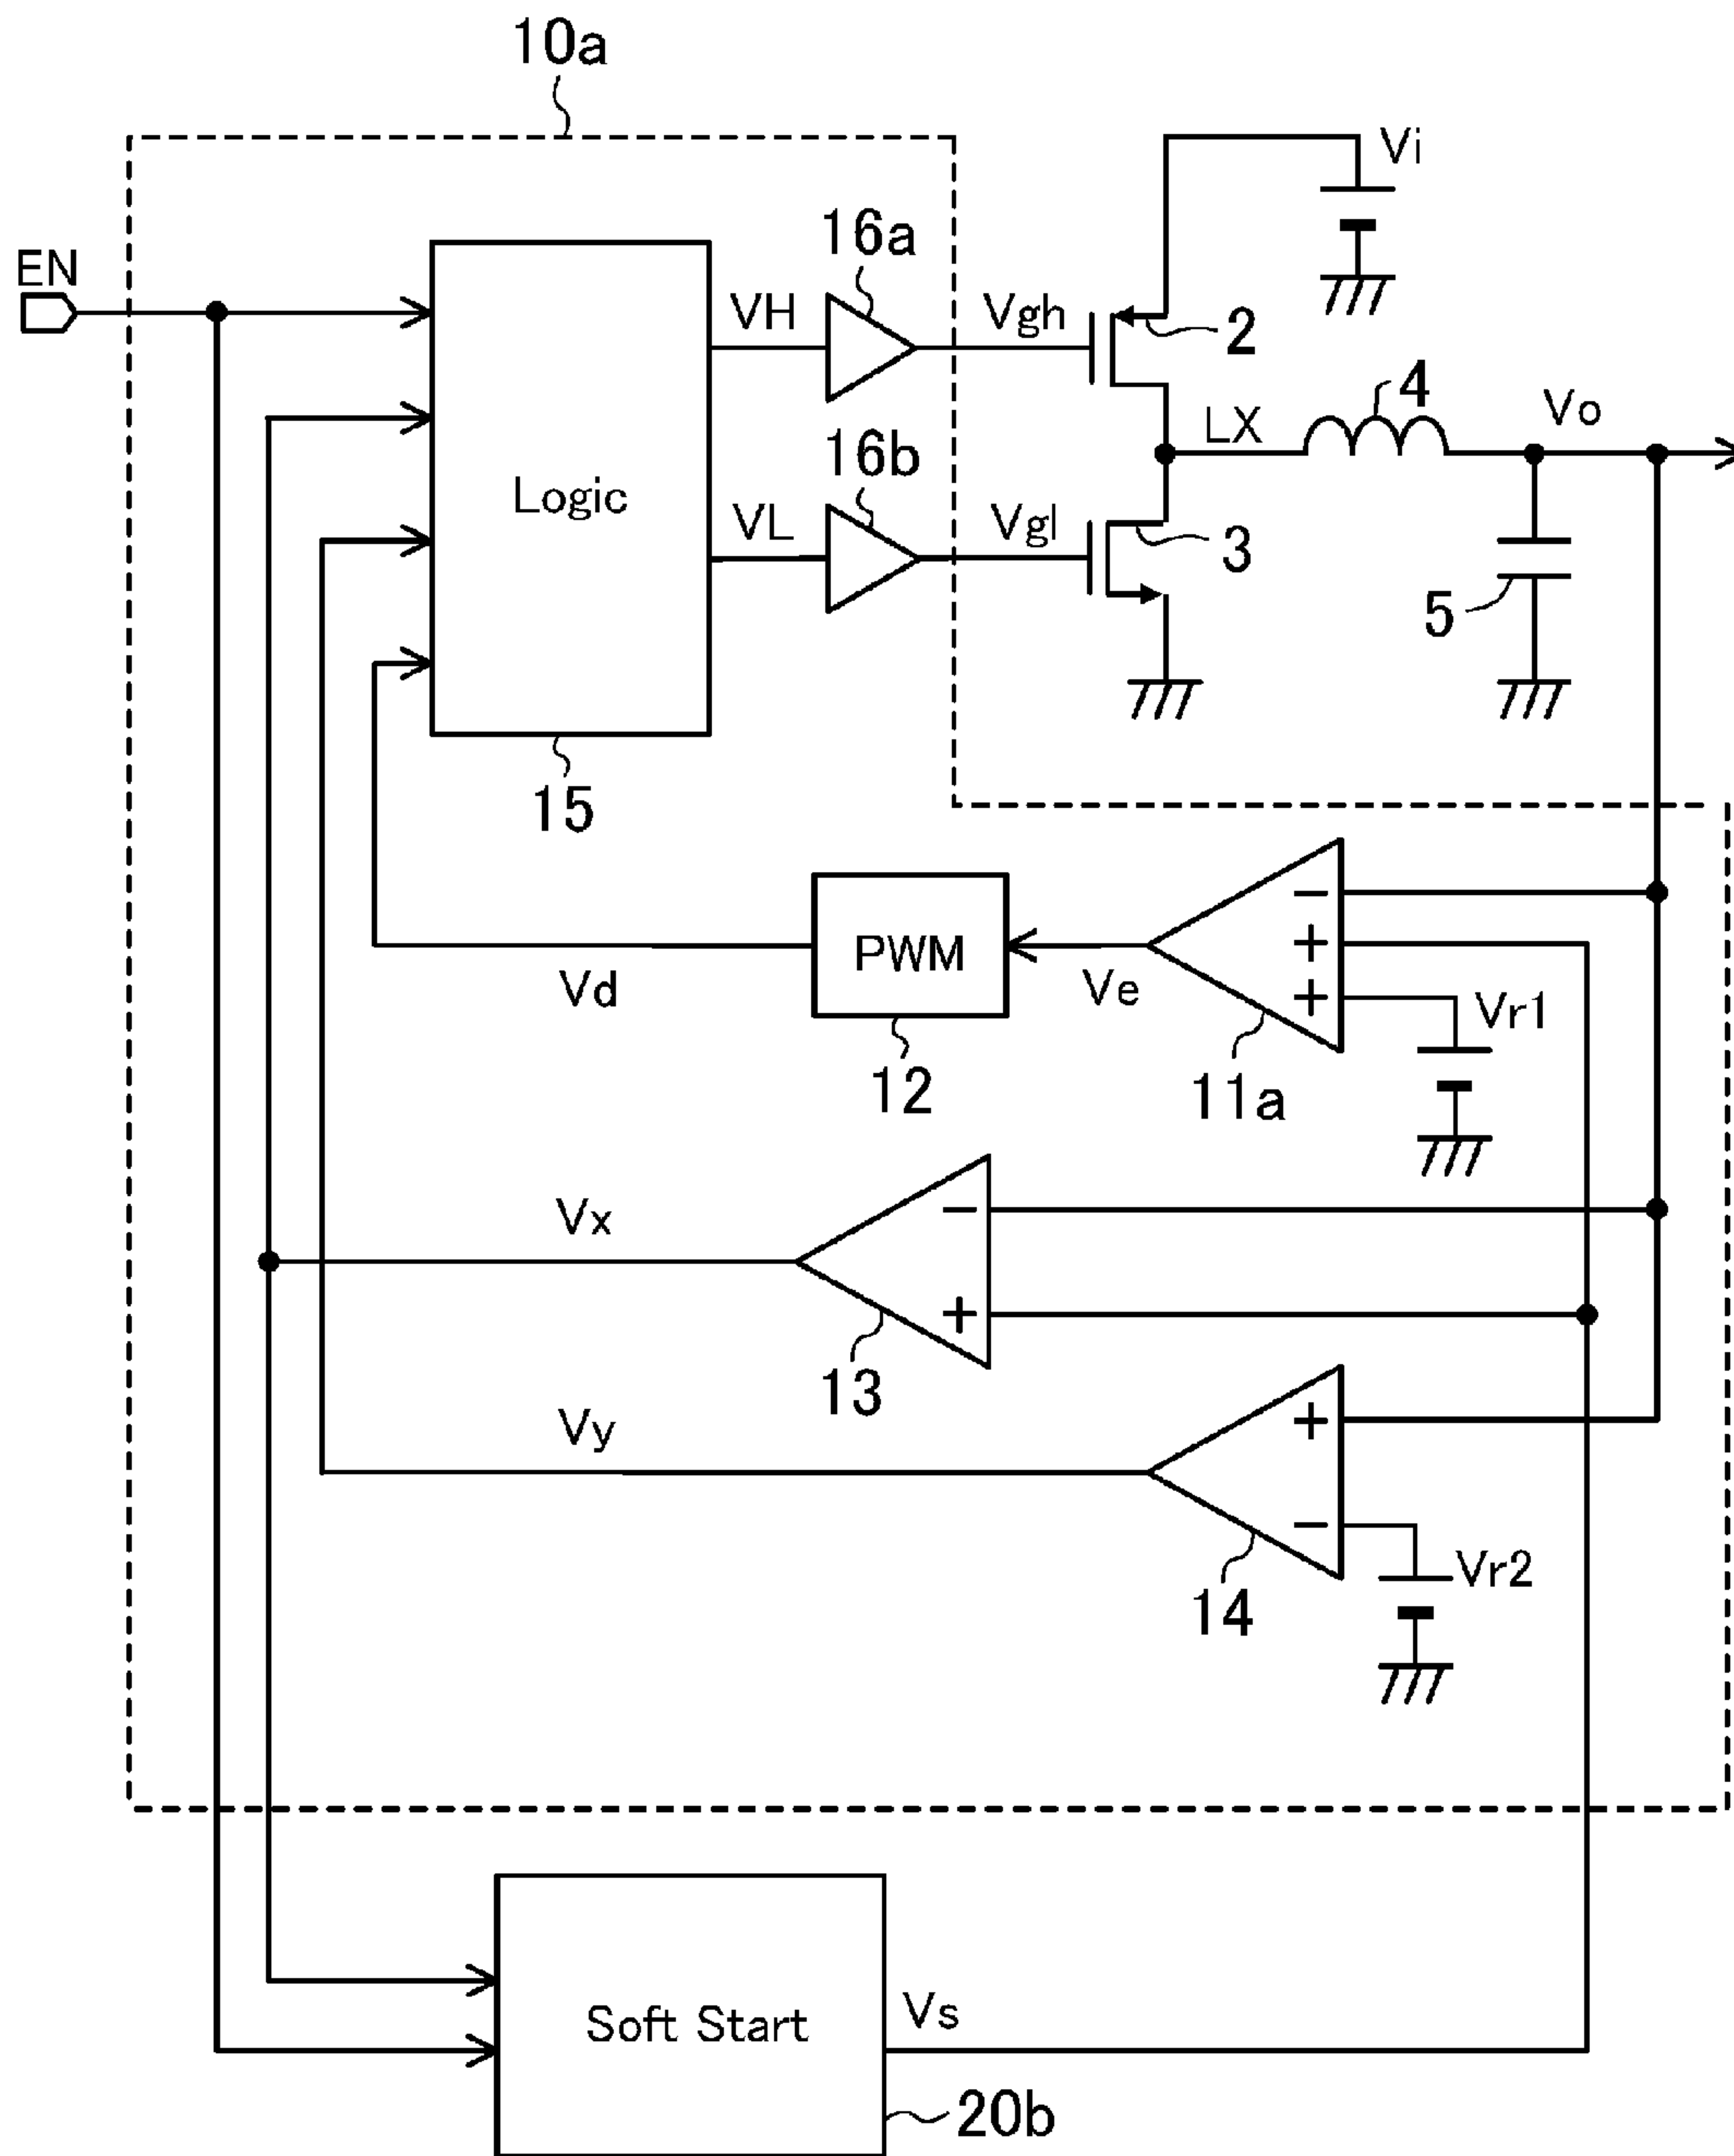 10a
Vi
16a
EN
VH
Vgh
2
4
LX
Vo
16b
Logic
VL
Vgl
3
5
15
−
PWM
+
Vd
Ve
+
Vr1
12
11a
Vx
−
+
13
Vy
+
−
Vr2
14
Soft Start
Vs
20b